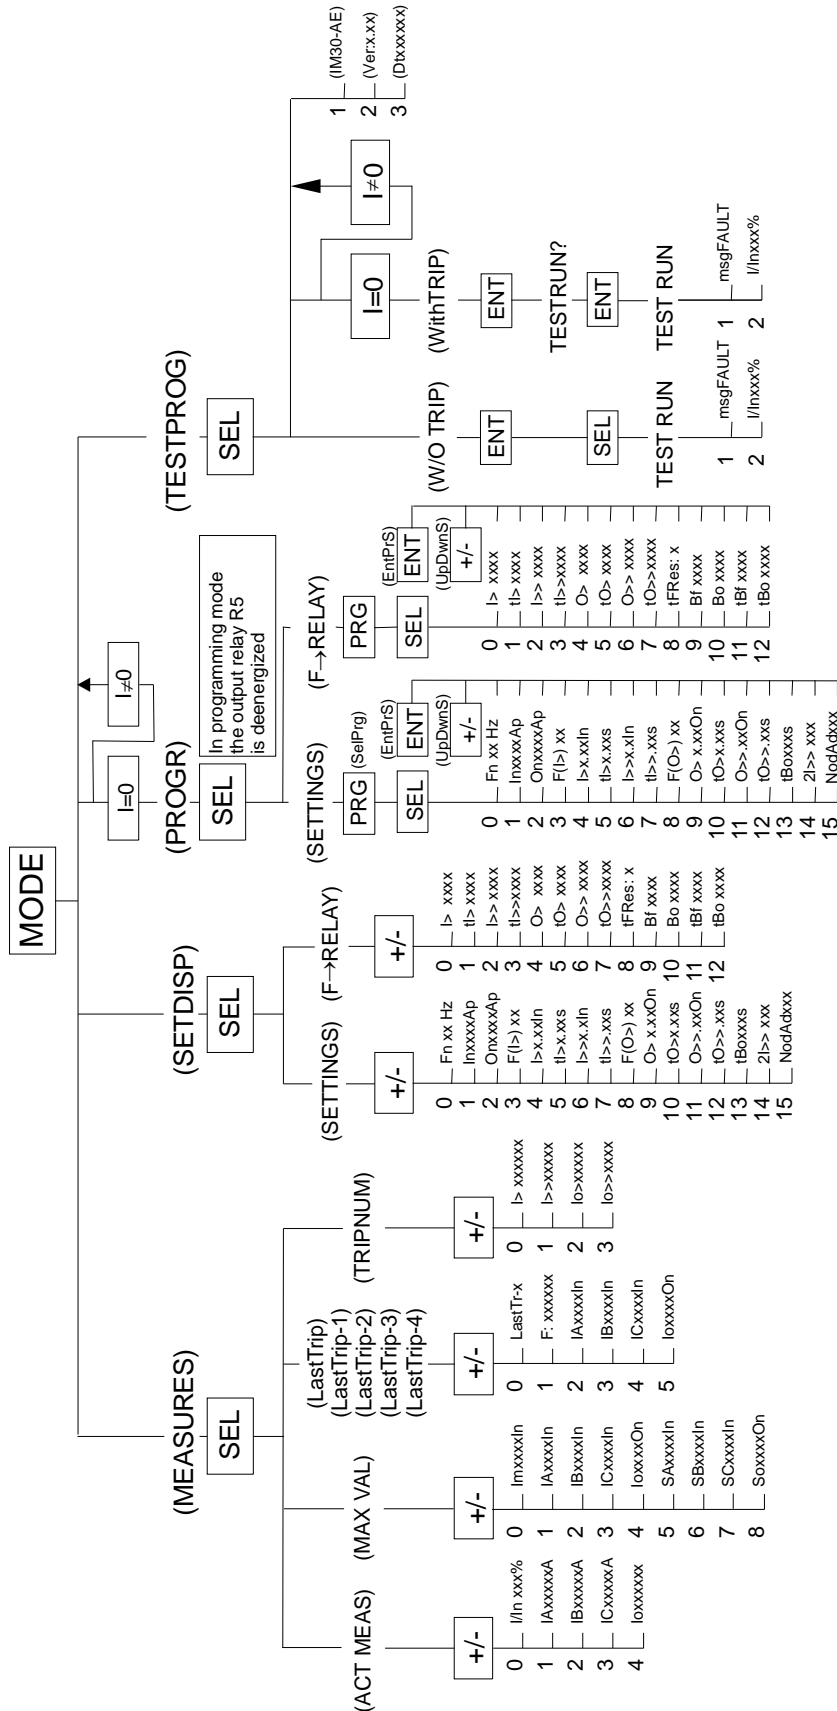 MODE
(MEASURES)
SEL
(ACT MEAS)
+/-
0 I/In xxx%
1 IAxxxxxA
2 IBxxxxxA
3 ICxxxxxA
4 Ioxxxxxx
(MAX VAL)
+/-
0 ImxxxxIn
1 IAxxxxIn
2 IBxxxxIn
3 ICxxxxIn
4 IoxxxxOn
5 SAxxxxIn
6 SBxxxxIn
7 SCxxxxIn
8 SoxxxxOn
(LastTrip)
(LastTrip-1)
(LastTrip-2)
(LastTrip-3)
(LastTrip-4)
+/-
0 LastTr-x
1 F: xxxxxx
2 IAxxxxIn
3 IBxxxxIn
4 ICxxxxIn
5 IoxxxxOn
(TRIPNUM)
+/-
0 I> xxxxxx
1 I>>xxxxx
2 Io>xxxxx
3 Io>>xxxx
(SETDISP)
SEL
(SETTINGS)
+/-
0 Fn xx Hz
1 InxxxxAp
2 OnxxxxAp
3 F(I>) xx
4 I>x.xxIn
5 tI>x.xxs
6 I>>x.xIn
7 tI>>.xxs
8 F(O>) xx
9 O> x.xxOn
10 tO>x.xxs
11 O>>.xxOn
12 tO>>.xxs
13 tBoxxxs
14 2I>> xxx
15 NodAdxxx
(F→RELAY)
+/-
0 I> xxxx
1 tI> xxxx
2 I>> xxxx
3 tI>>xxxx
4 O> xxxx
5 tO> xxxx
6 O>> xxxx
7 tO>>xxxx
8 tFRes: x
9 Bf xxxx
10 Bo xxxx
11 tBf xxxx
12 tBo xxxx
I=0
I≠0
(PROGR)
SEL
In programming mode
the output relay R5
is deenergized
(SETTINGS)
PRG (SelPrg)
SEL
(EntPrS)
ENT
(UpDwnS)
+/-
0 Fn xx Hz
1 InxxxxAp
2 OnxxxxAp
3 F(I>) xx
4 I>x.xxIn
5 tI>x.xxs
6 I>>x.xIn
7 tI>>.xxs
8 F(O>) xx
9 O> x.xxOn
10 tO>x.xxs
11 O>>.xxOn
12 tO>>.xxs
13 tBoxxxs
14 2I>> xxx
15 NodAdxxx
(F→RELAY)
PRG
SEL
(EntPrS)
ENT
(UpDwnS)
+/-
0 I> xxxx
1 tI> xxxx
2 I>> xxxx
3 tI>>xxxx
4 O> xxxx
5 tO> xxxx
6 O>> xxxx
7 tO>>xxxx
8 tFRes: x
9 Bf xxxx
10 Bo xxxx
11 tBf xxxx
12 tBo xxxx
(TESTPROG)
SEL
(W/O TRIP)
ENT
SEL
TEST RUN
1 msgFAULT
2 I/Inxxx%
I=0
I≠0
(WithTRIP)
ENT
TESTRUN?
ENT
TEST RUN
1 msgFAULT
2 I/Inxxx%
1 (IM30-AE)
2 (Ver:x.xx)
3 (Dtxxxxxx)